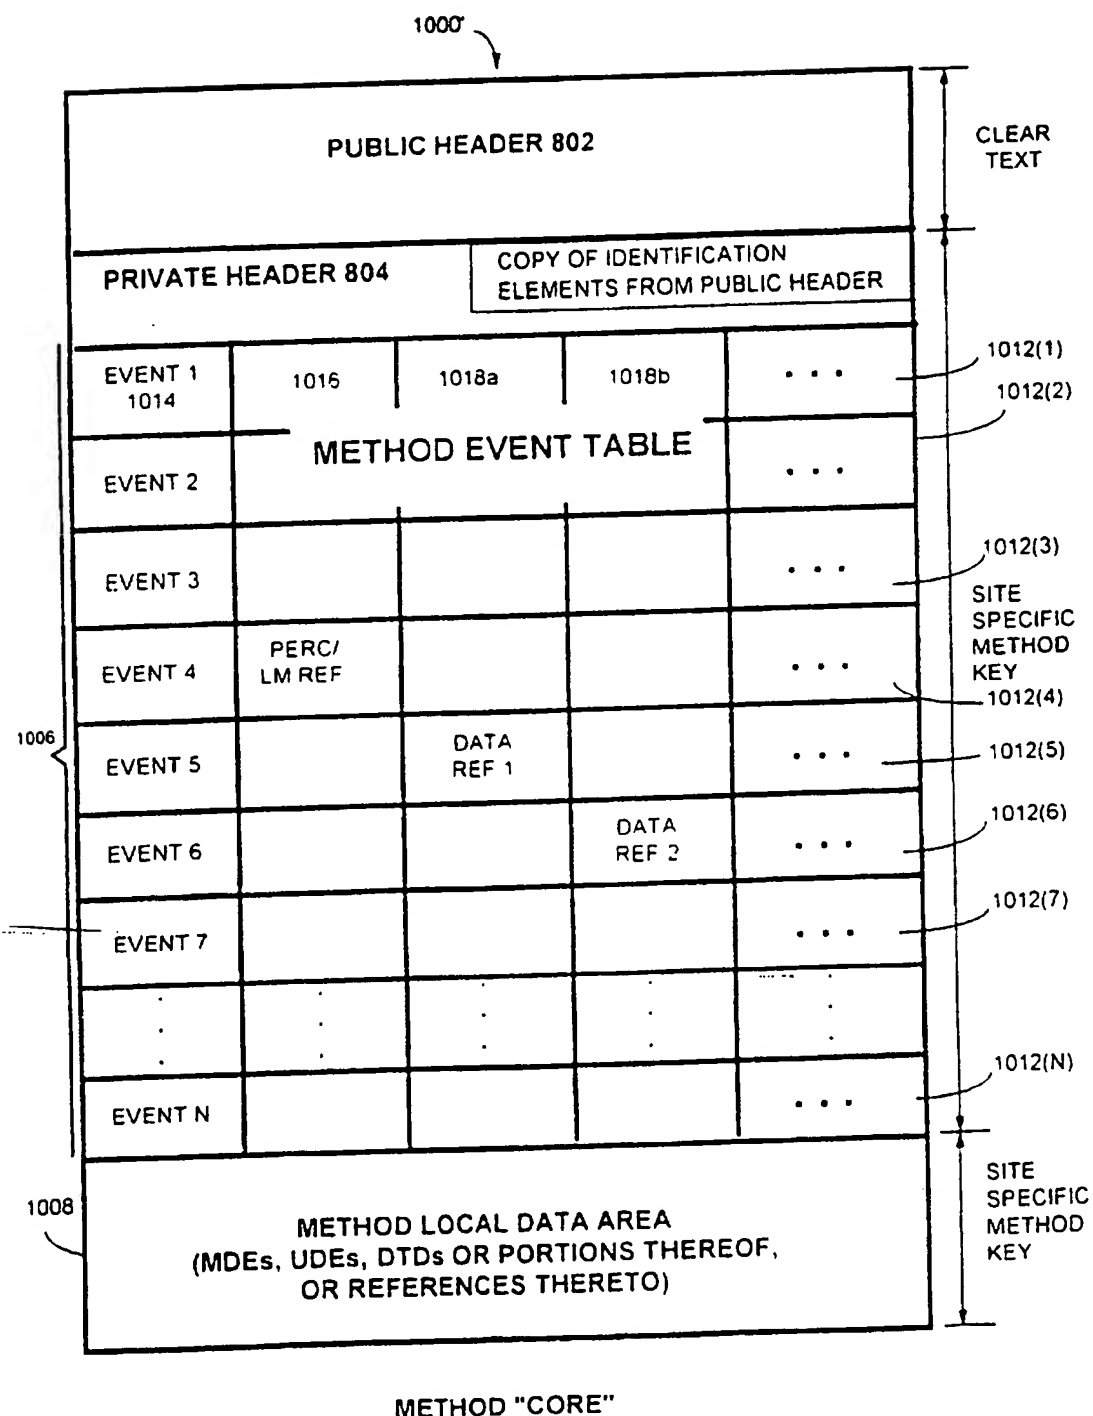 1000
PUBLIC HEADER 802
CLEAR
TEXT
PRIVATE HEADER 804
COPY OF IDENTIFICATION
ELEMENTS FROM PUBLIC HEADER
EVENT 1
1014
1016
1018a
1018b
• • •
1012(1)
1012(2)
METHOD EVENT TABLE
EVENT 2
• • •
EVENT 3
• • •
1012(3)
SITE
SPECIFIC
METHOD
KEY
EVENT 4
PERC/
LM REF
• • •
1012(4)
1006
EVENT 5
DATA
REF 1
• • •
1012(5)
EVENT 6
DATA
REF 2
• • •
1012(6)
EVENT 7
• • •
1012(7)
EVENT N
• • •
1012(N)
1008
METHOD LOCAL DATA AREA
(MDEs, UDEs, DTDs OR PORTIONS THEREOF,
OR REFERENCES THERETO)
SITE
SPECIFIC
METHOD
KEY
METHOD "CORE"